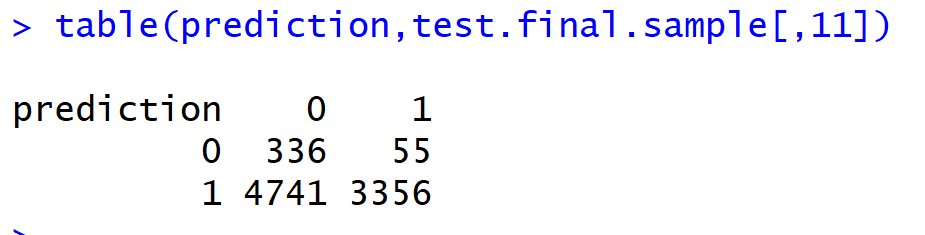 > table(prediction,test.final.sample[,11])
prediction 0 1
0 336 55
1 4741 3356
>